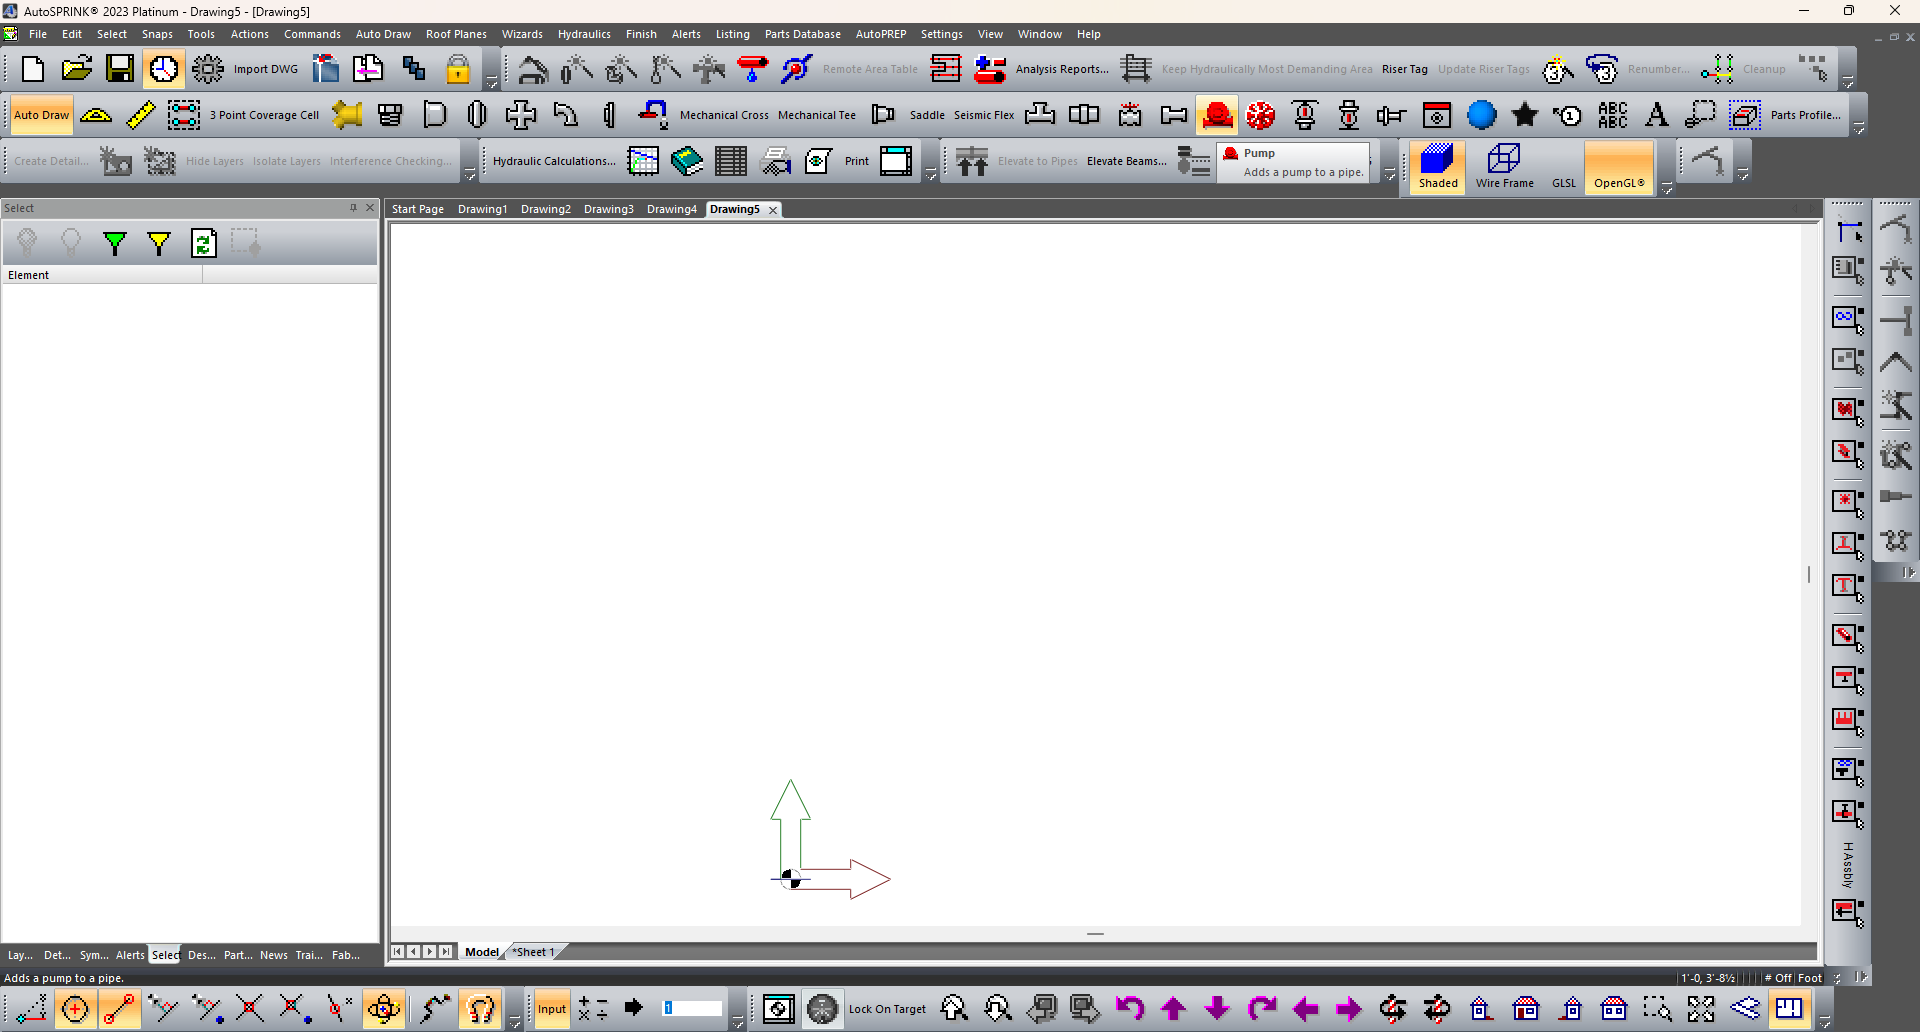 AutoSPRINK® 2023 Platinum - Drawing5 - [Drawing5]
File Edit Select Snaps Tools Actions Commands Auto Draw Roof Planes Wizards Hydraulics Finish Alerts Listing Parts Database AutoPREP Settings View Window Help
Import DWG Remote Area Table Analysis Reports... Keep Hydraulically Most Demanding Area Riser Tag Update Riser Tags 3 3 Renumber... Cleanup
Auto Draw 3 Point Coverage Cell Mechanical Cross Mechanical Tee Saddle Seismic Flex 1 ABC ABC A Parts Profile...
Create Detail... Hide Layers Isolate Layers Interference Checking... Hydraulic Calculations... Print Elevate to Pipes Elevate Beams...
Pump
Adds a pump to a pipe.
Shaded Wire Frame GLSL OpenGL®
Select
Start Page Drawing1 Drawing2 Drawing3 Drawing4 Drawing5
Element
HAssbly
Model *Sheet 1
Lay... Det... Sym... Alerts Select Des... Part... News Trai... Fab...
Adds a pump to a pipe. 1'-0, 3'-8½ # Off Foot
Input 1 Lock On Target